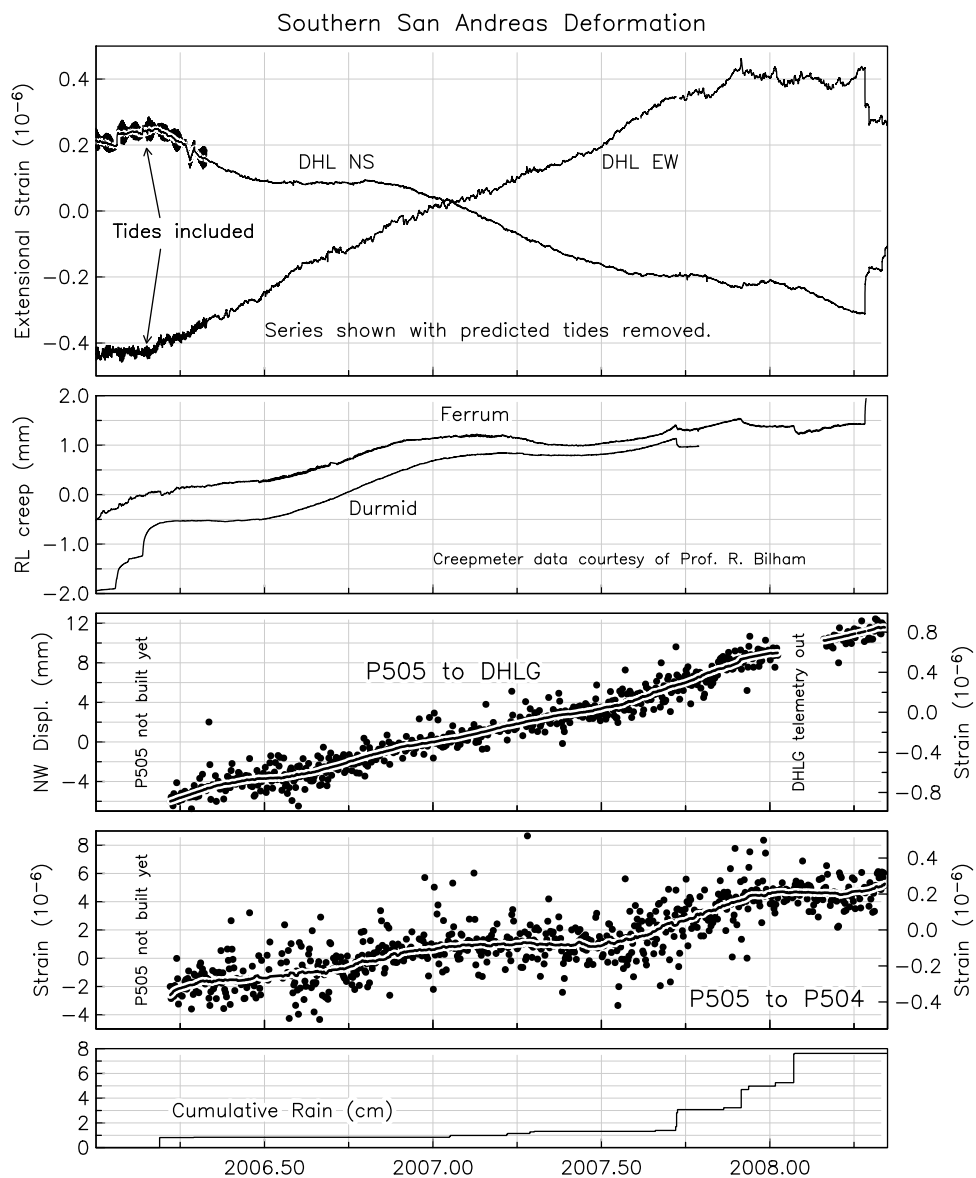 Southern San Andreas Deformation
Extensional Strain (10⁻⁶)
0.4
0.2
0.0
−0.2
−0.4
DHL NS
DHL EW
Tides included
Series shown with predicted tides removed.
RL creep (mm)
2.0
1.0
0.0
−1.0
−2.0
Ferrum
Durmid
Creepmeter data courtesy of Prof. R. Bilham
NW Displ. (mm)
12
8
4
0
−4
P505 not built yet
P505 to DHLG
DHLG telemetry out
0.8
0.4
0.0
−0.4
−0.8
Strain (10⁻⁶)
Strain (10⁻⁶)
8
6
4
2
0
−2
−4
P505 not built yet
P505 to P504
0.4
0.2
0.0
−0.2
−0.4
Strain (10⁻⁶)
8
6
4
2
0
Cumulative Rain (cm)
2006.50
2007.00
2007.50
2008.00